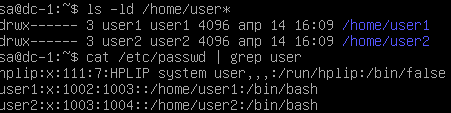 sa@dc-1:~$ ls -ld /home/user*
drwx------ 3 user1 user1 4096 апр 14 16:09 /home/user1
drwx------ 3 user2 user2 4096 апр 14 16:09 /home/user2
sa@dc-1:~$ cat /etc/passwd | grep user
hplip:x:111:7:HPLIP system user,,,:/run/hplip:/bin/false
user1:x:1002:1003::/home/user1:/bin/bash
user2:x:1003:1004::/home/user2:/bin/bash